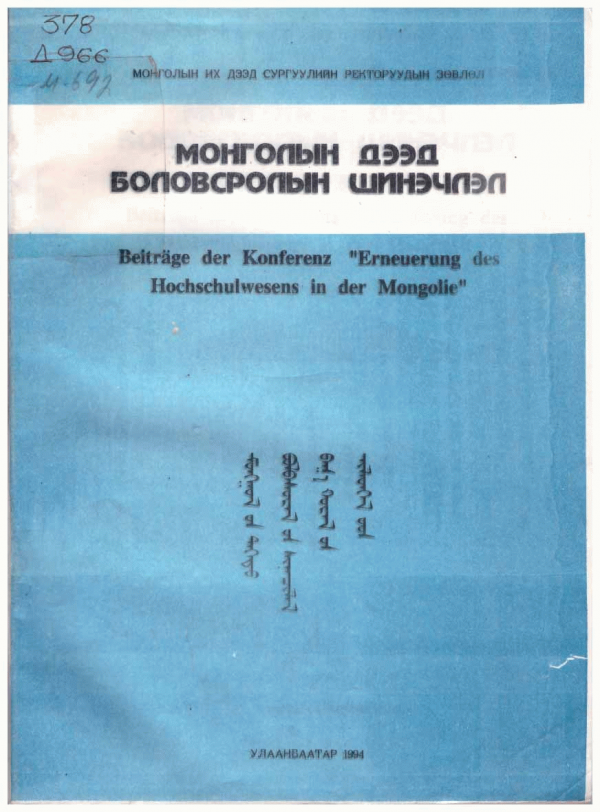 378
Д966
М-692
МОНГОЛЫН ИХ ДЭЭД СУРГУУЛИЙН РЕКТОРУУДЫН ЗӨВЛӨЛ
МОНГОЛЫН ДЭЭД
БОЛОВСРОЛЫН ШИНЭЧЛЭЛ
Beiträge der Konferenz "Erneuerung des
Hochschulwesens in der Mongolie"
УЛААНБААТАР 1994